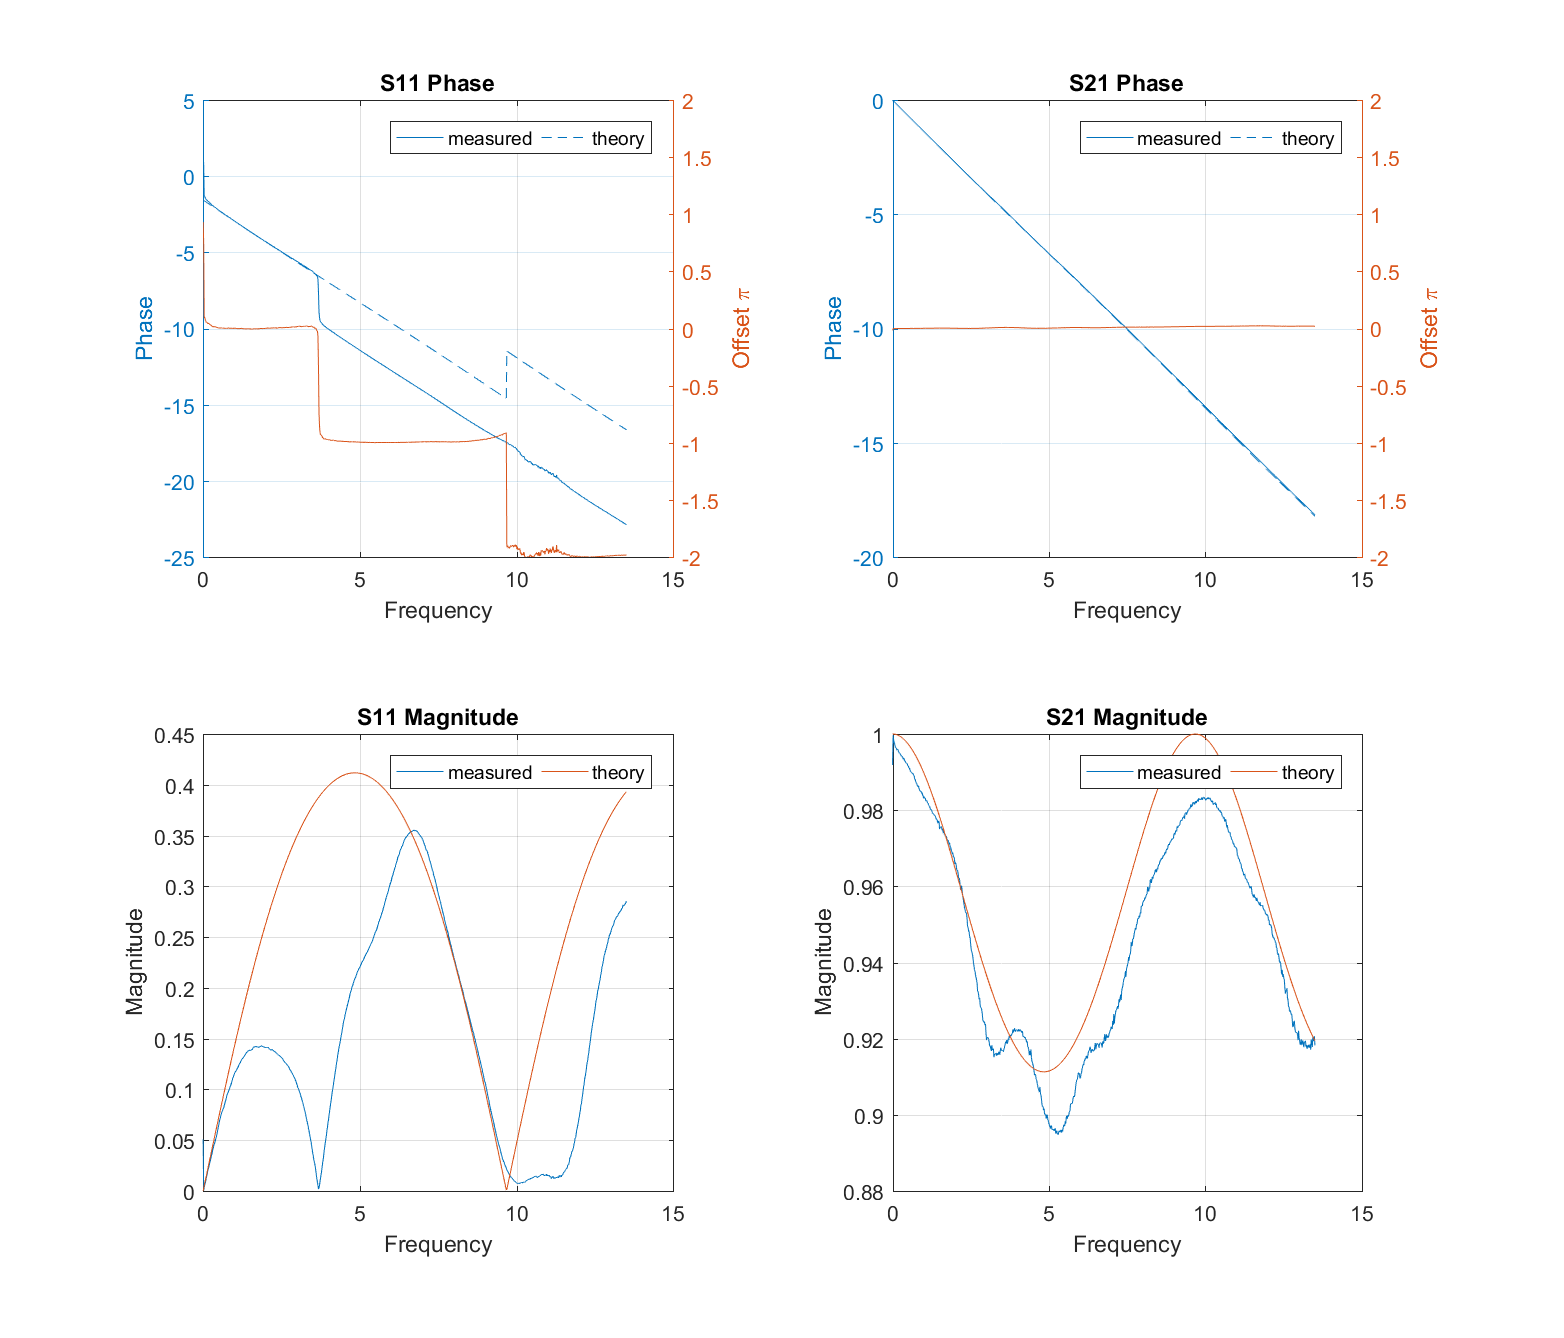 S11 Phase
measured theory
5
0
-5
-10
-15
-20
-25
Phase
2
1.5
1
0.5
0
-0.5
-1
-1.5
-2
Offset π
0 5 10 15
Frequency
S21 Phase
measured theory
0
-5
-10
-15
-20
Phase
2
1.5
1
0.5
0
-0.5
-1
-1.5
-2
Offset π
0 5 10 15
Frequency
S11 Magnitude
measured theory
0.45
0.4
0.35
0.3
0.25
0.2
0.15
0.1
0.05
0
Magnitude
0 5 10 15
Frequency
S21 Magnitude
measured theory
1
0.98
0.96
0.94
0.92
0.9
0.88
Magnitude
0 5 10 15
Frequency